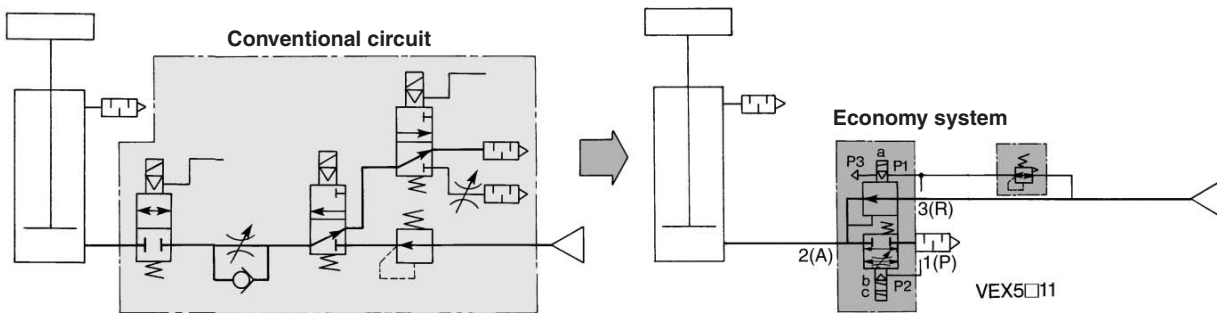 Conventional circuit
Economy system
P3
a
P1
3(R)
2(A)
1(P)
b
c
P2
VEX5□11